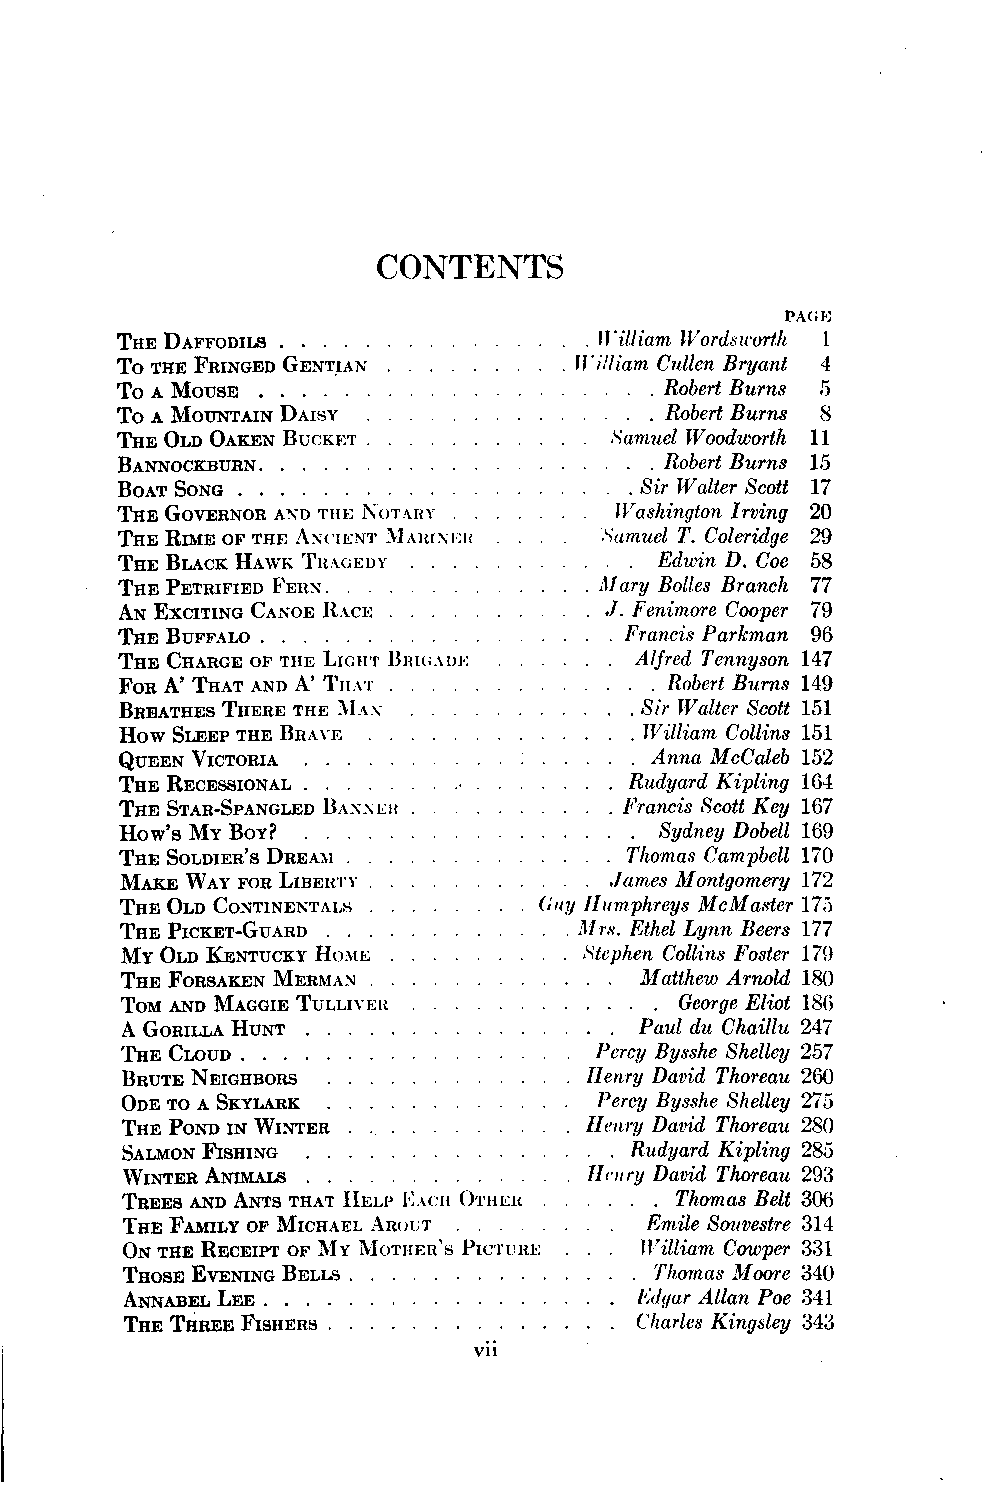 CONTENTS
PAGE
THE DAFFODILS . . . . . . . . . . . . . . . William Wordsworth 1
TO THE FRINGED GENTIAN . . . . . . . . . William Cullen Bryant 4
TO A MOUSE . . . . . . . . . . . . . . . . . . . Robert Burns 5
TO A MOUNTAIN DAISY . . . . . . . . . . . . . . Robert Burns 8
THE OLD OAKEN BUCKET . . . . . . . . . . . Samuel Woodworth 11
BANNOCKBURN. . . . . . . . . . . . . . . . . . . Robert Burns 15
BOAT SONG . . . . . . . . . . . . . . . . . . . Sir Walter Scott 17
THE GOVERNOR AND THE NOTARY . . . . . . . Washington Irving 20
THE RIME OF THE ANCIENT MARINER . . . . . Samuel T. Coleridge 29
THE BLACK HAWK TRAGEDY . . . . . . . . . . . Edwin D. Coe 58
THE PETRIFIED FERN. . . . . . . . . . . . . . Mary Bolles Branch 77
AN EXCITING CANOE RACE . . . . . . . . . . J. Fenimore Cooper 79
THE BUFFALO . . . . . . . . . . . . . . . . . Francis Parkman 96
THE CHARGE OF THE LIGHT BRIGADE . . . . . . Alfred Tennyson 147
FOR A' THAT AND A' THAT . . . . . . . . . . . . . Robert Burns 149
BREATHES THERE THE MAN . . . . . . . . . . . Sir Walter Scott 151
HOW SLEEP THE BRAVE . . . . . . . . . . . . . William Collins 151
QUEEN VICTORIA . . . . . . . . . . . . . . . . Anna McCaleb 152
THE RECESSIONAL . . . . . . . . . . . . . . . Rudyard Kipling 164
THE STAR-SPANGLED BANNER . . . . . . . . . . Francis Scott Key 167
HOW'S MY BOY? . . . . . . . . . . . . . . . . Sydney Dobell 169
THE SOLDIER'S DREAM . . . . . . . . . . . . . Thomas Campbell 170
MAKE WAY FOR LIBERTY . . . . . . . . . . . James Montgomery 172
THE OLD CONTINENTALS . . . . . . . . Guy Humphreys McMaster 175
THE PICKET-GUARD . . . . . . . . . . . . Mrs. Ethel Lynn Beers 177
MY OLD KENTUCKY HOME . . . . . . . . . Stephen Collins Foster 179
THE FORSAKEN MERMAN . . . . . . . . . . . . Matthew Arnold 180
TOM AND MAGGIE TULLIVER . . . . . . . . . . . . George Eliot 186
A GORILLA HUNT . . . . . . . . . . . . . . . Paul du Chaillu 247
THE CLOUD . . . . . . . . . . . . . . . . Percy Bysshe Shelley 257
BRUTE NEIGHBORS . . . . . . . . . . . . Henry David Thoreau 260
ODE TO A SKYLARK . . . . . . . . . . . . Percy Bysshe Shelley 275
THE POND IN WINTER . . . . . . . . . . . Henry David Thoreau 280
SALMON FISHING . . . . . . . . . . . . . . . Rudyard Kipling 285
WINTER ANIMALS . . . . . . . . . . . . . Henry David Thoreau 293
TREES AND ANTS THAT HELP EACH OTHER . . . . . . Thomas Belt 306
THE FAMILY OF MICHAEL AROUT . . . . . . . . Emile Souvestre 314
ON THE RECEIPT OF MY MOTHER'S PICTURE . . . William Cowper 331
THOSE EVENING BELLS . . . . . . . . . . . . . . Thomas Moore 340
ANNABEL LEE . . . . . . . . . . . . . . . . . Edgar Allan Poe 341
THE THREE FISHERS . . . . . . . . . . . . . . Charles Kingsley 343
vii